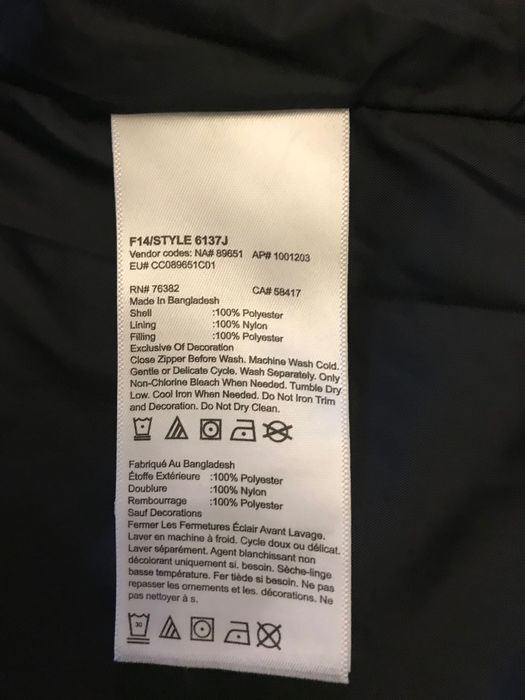 F14/STYLE 6137J
Vendor codes: NA# 89651 AP# 1001203
EU# CC089651C01
RN# 76382 CA# 58417
Made In Bangladesh
Shell :100% Polyester
Lining :100% Nylon
Filling :100% Polyester
Exclusive Of Decoration
Close Zipper Before Wash. Machine Wash Cold.
Gentle or Delicate Cycle. Wash Separately. Only
Non-Chlorine Bleach When Needed. Tumble Dry
Low. Cool Iron When Needed. Do Not Iron Trim
and Decoration. Do Not Dry Clean.
Fabriqué Au Bangladesh
Étoffe Extérieure :100% Polyester
Doublure :100% Nylon
Rembourrage :100% Polyester
Sauf Decorations
Fermer Les Fermetures Éclair Avant Lavage.
Laver en machine à froid. Cycle doux ou délicat.
Laver séparément. Agent blanchissant non
décolorant uniquement si. besoin. Sèche-linge
basse température. Fer tiède si besoin. Ne pas
repasser les ornements et les. décorations. Ne
pas nettoyer à s.
30